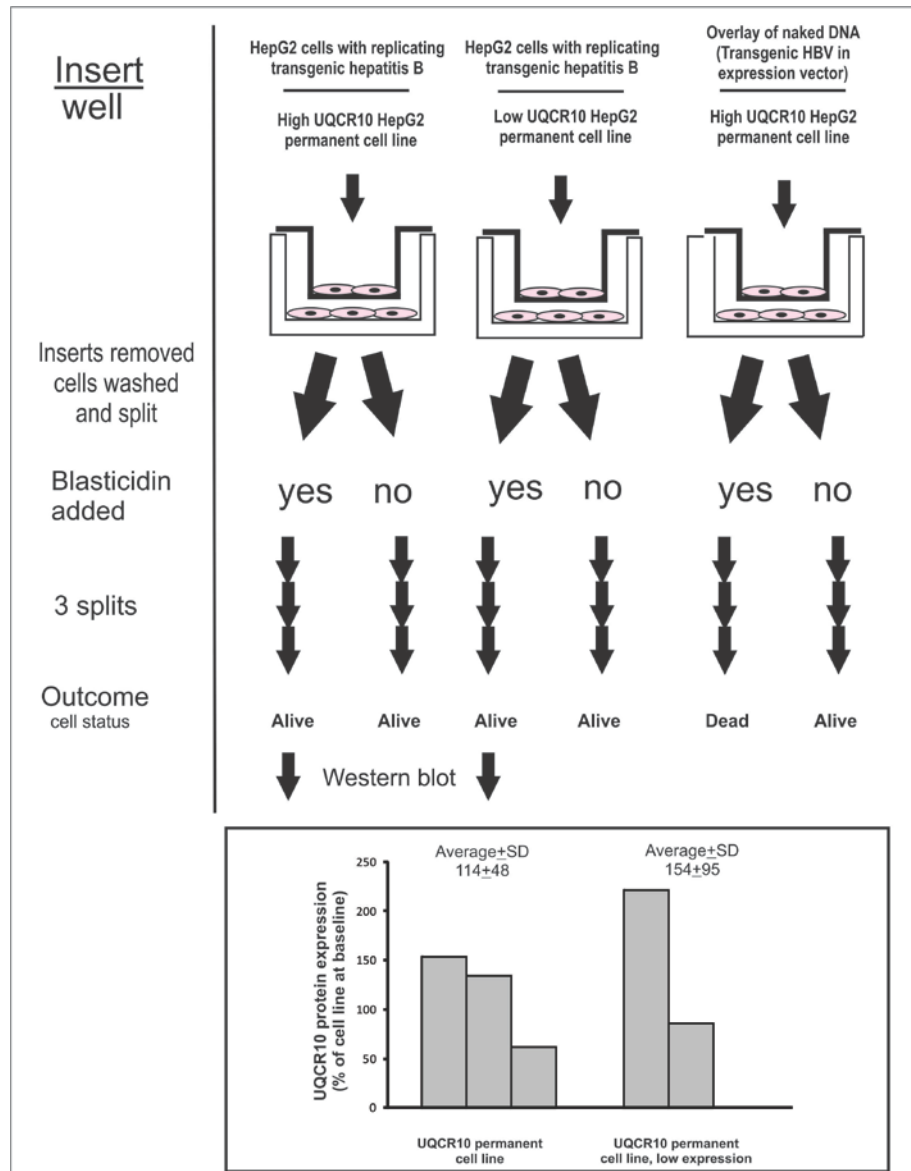 Insert
well
HepG2 cells with replicating
transgenic hepatitis B
High UQCR10 HepG2
permanent cell line
HepG2 cells with replicating
transgenic hepatitis B
Low UQCR10 HepG2
permanent cell line
Overlay of naked DNA
(Transgenic HBV in
expression vector)
High UQCR10 HepG2
permanent cell line
Inserts removed
cells washed
and split
Blasticidin
added
yes no yes no yes no
3 splits
Outcome
cell status
Alive Alive Alive Alive Dead Alive
Western blot
Average+SD
114+48
Average+SD
154+95
UQCR10 protein expression
(% of cell line at baseline)
250
200
150
100
50
0
UQCR10 permanent
cell line
UQCR10 permanent
cell line, low expression